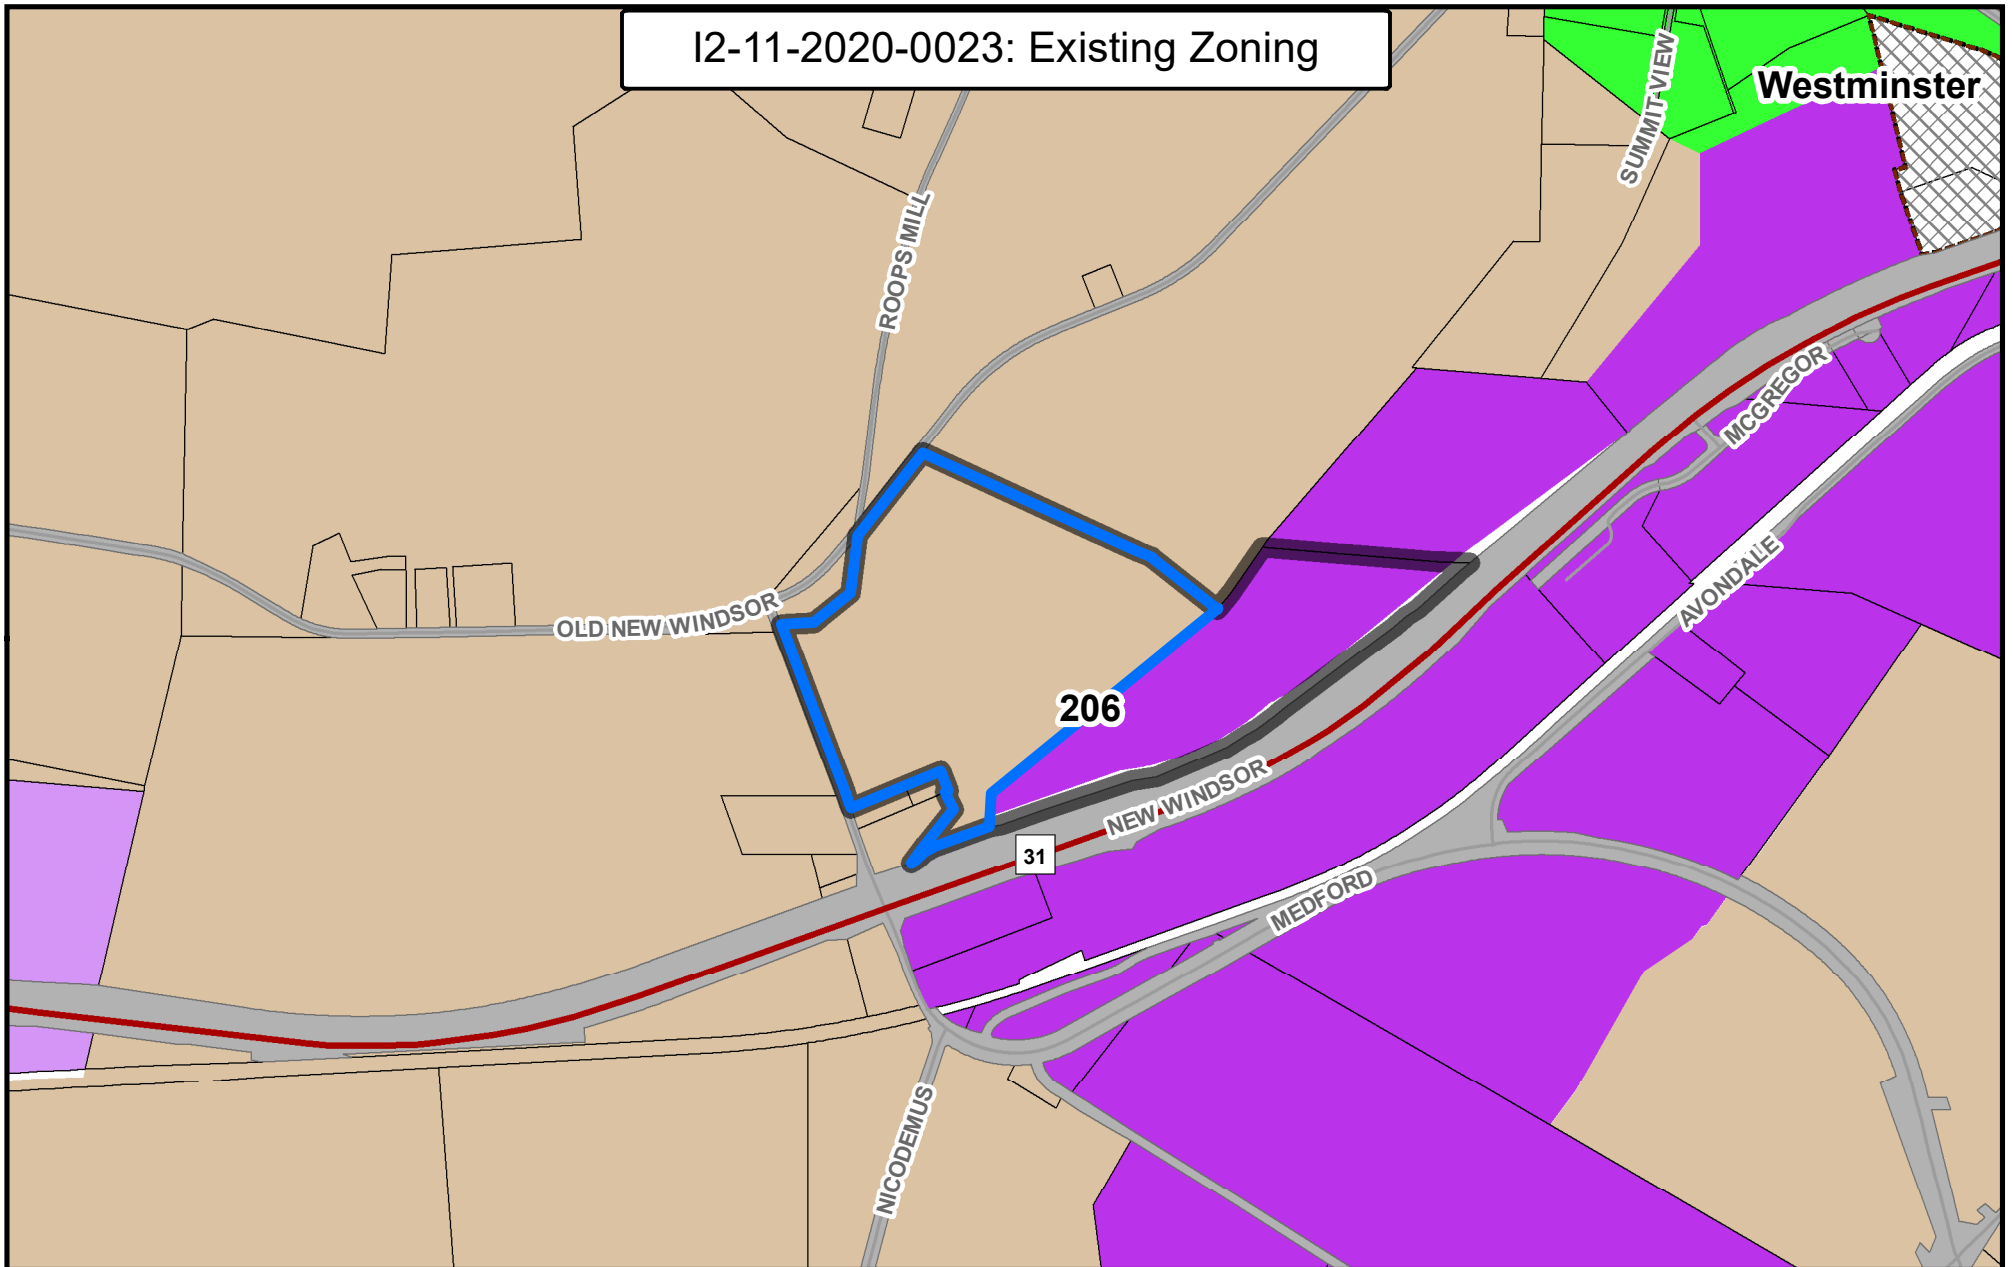 I2-11-2020-0023: Existing Zoning
Westminster
SUMMIT VIEW
ROOPS MILL
MCGREGOR
AVONDALE
OLD NEW WINDSOR
206
NEW WINDSOR
31
MEDFORD
NICODEMUS